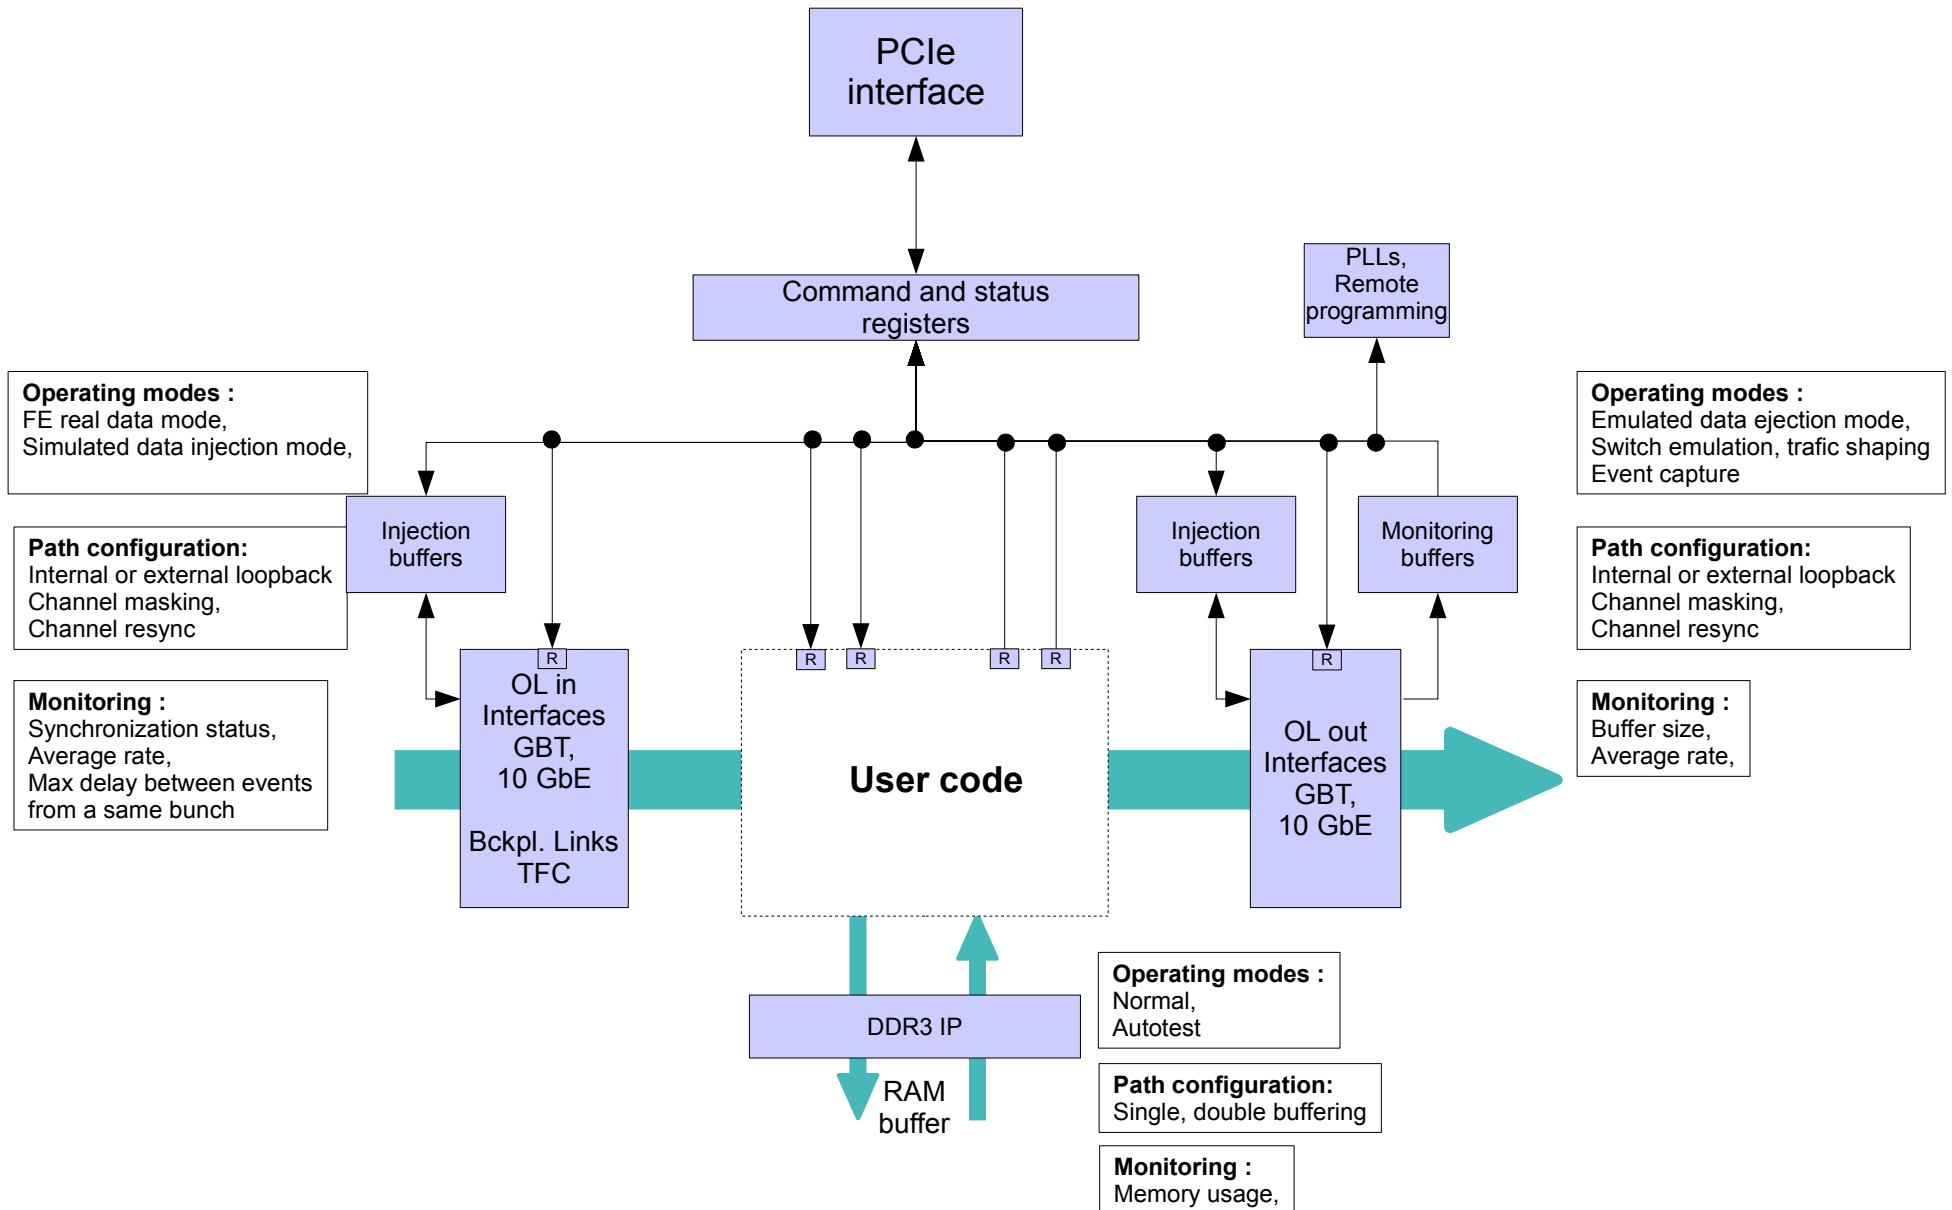 PCIe
interface
Command and status
registers
PLLs,
Remote
programming
Operating modes :
FE real data mode,
Simulated data injection mode,
Path configuration:
Internal or external loopback
Channel masking,
Channel resync
Monitoring :
Synchronization status,
Average rate,
Max delay between events
from a same bunch
Injection
buffers
Injection
buffers
Monitoring
buffers
Operating modes :
Emulated data ejection mode,
Switch emulation, trafic shaping
Event capture
Path configuration:
Internal or external loopback
Channel masking,
Channel resync
Monitoring :
Buffer size,
Average rate,
R
R
R
R
R
R
OL in
Interfaces
GBT,
10 GbE
Bckpl. Links
TFC
User code
OL out
Interfaces
GBT,
10 GbE
DDR3 IP
RAM
buffer
Operating modes :
Normal,
Autotest
Path configuration:
Single, double buffering
Monitoring :
Memory usage,